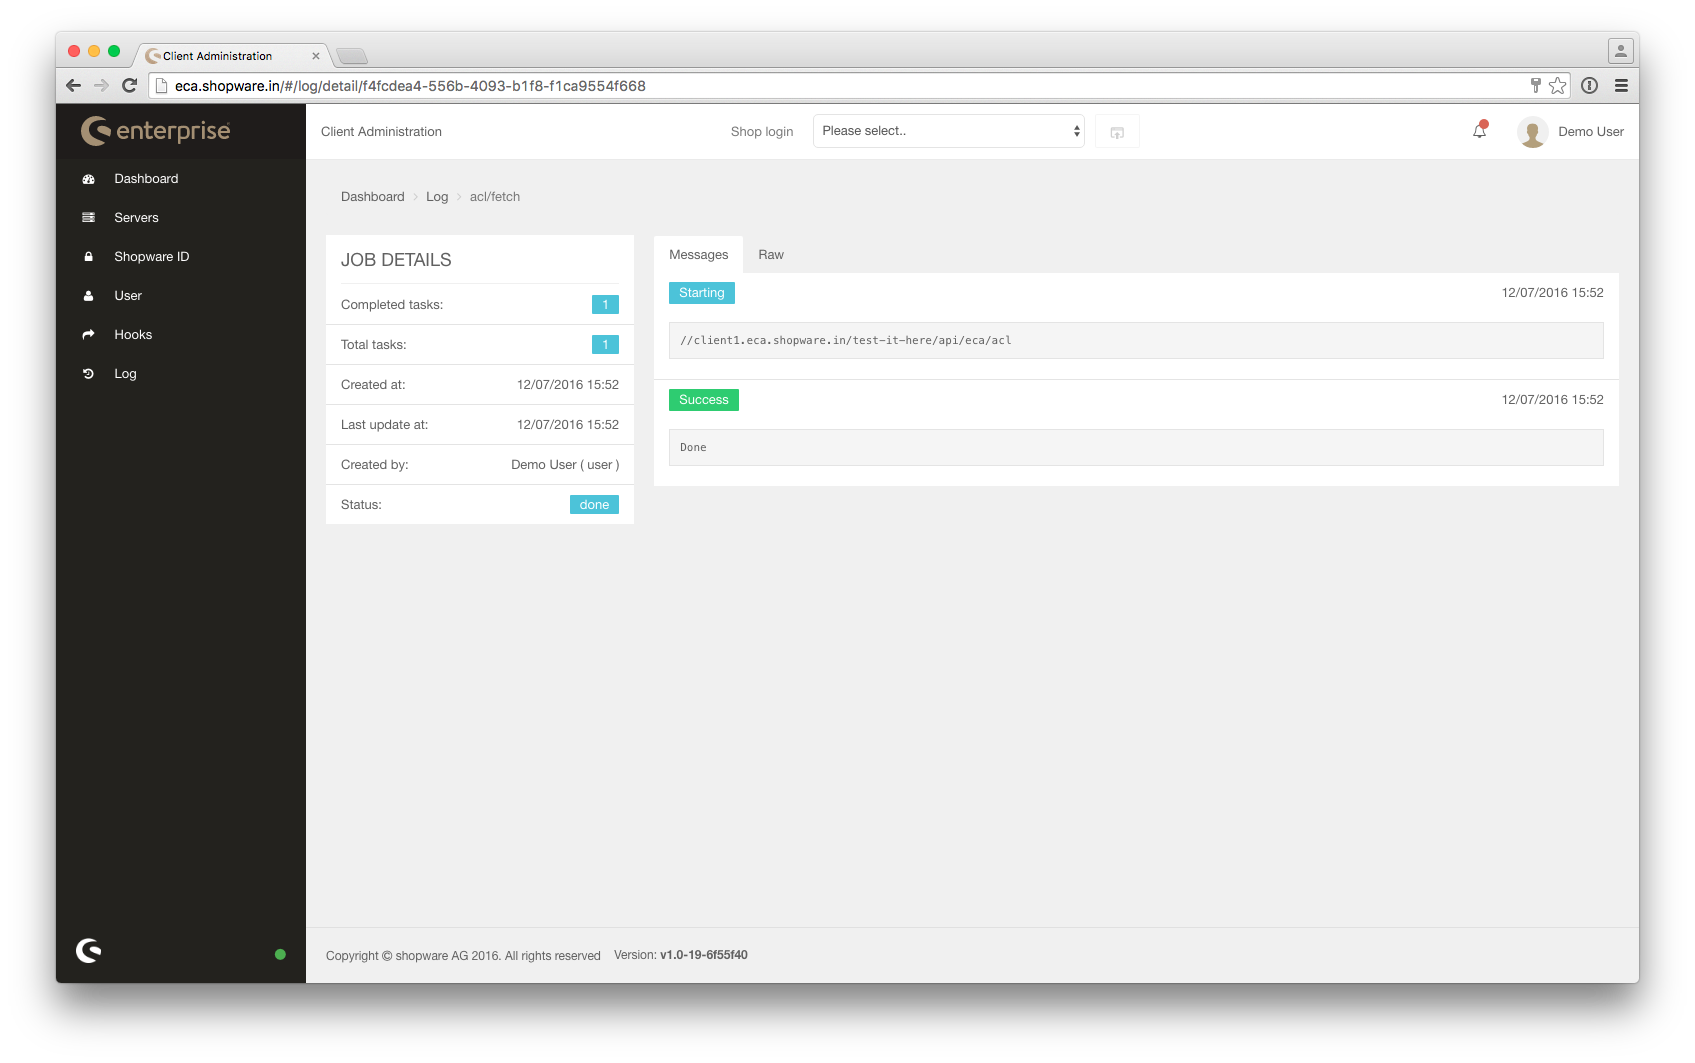 Client Administration
eca.shopware.in/#/log/detail/f4fcdea4-556b-4093-b1f8-f1ca9554f668
enterprise
Client Administration
Shop login
Please select..
Demo User
Dashboard
Servers
Shopware ID
User
Hooks
Log
Dashboard > Log > acl/fetch
JOB DETAILS
Completed tasks: 1
Total tasks: 1
Created at: 12/07/2016 15:52
Last update at: 12/07/2016 15:52
Created by: Demo User ( user )
Status: done
Messages Raw
Starting 12/07/2016 15:52
//client1.eca.shopware.in/test-it-here/api/eca/acl
Success 12/07/2016 15:52
Done
Copyright © shopware AG 2016. All rights reserved Version: v1.0-19-6f55f40